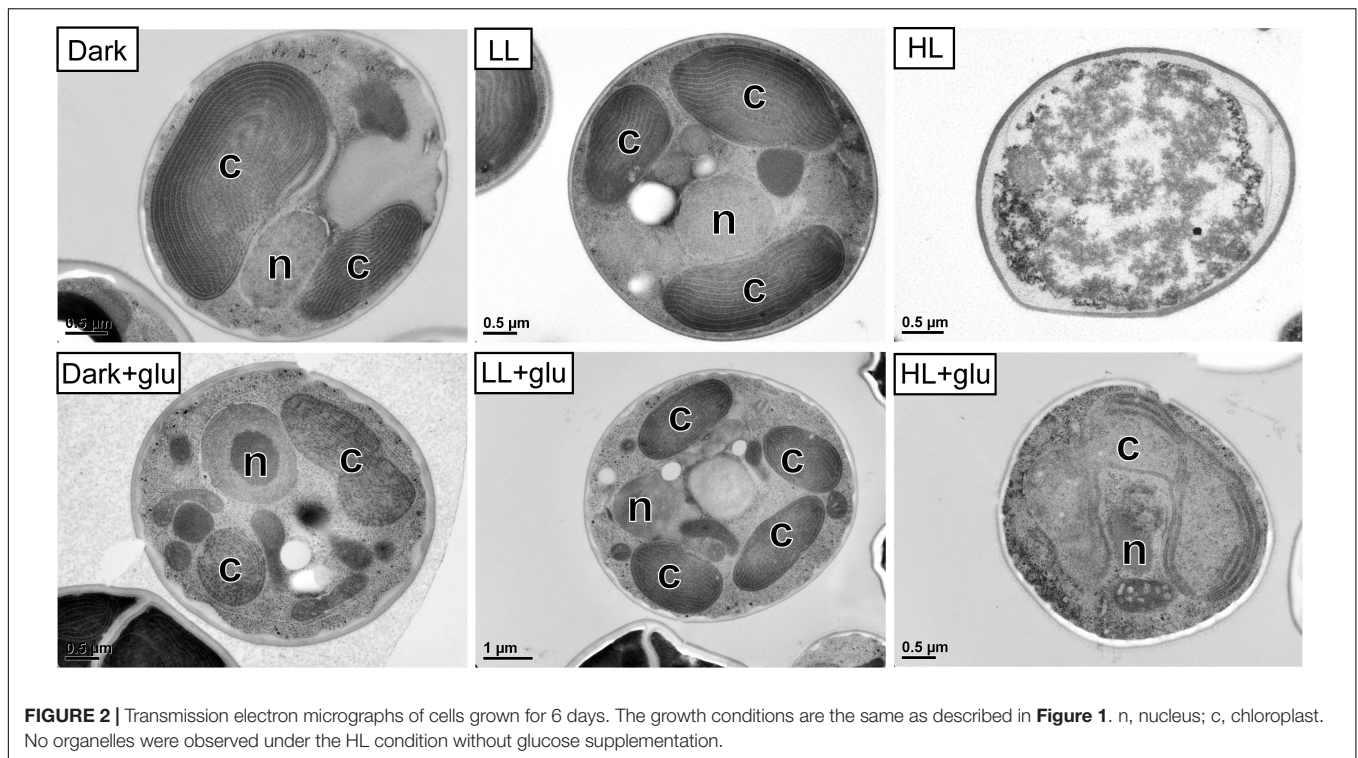 Dark
LL
HL
c
c
c
n
n
c
c
c
0.5 µm
0.5 µm
0.5 µm
Dark+glu
LL+glu
HL+glu
c
c
c
n
c
n
n
c
c
c
0.5 µm
1 µm
0.5 µm
FIGURE 2 | Transmission electron micrographs of cells grown for 6 days. The growth conditions are the same as described in Figure 1. n, nucleus; c, chloroplast.
No organelles were observed under the HL condition without glucose supplementation.